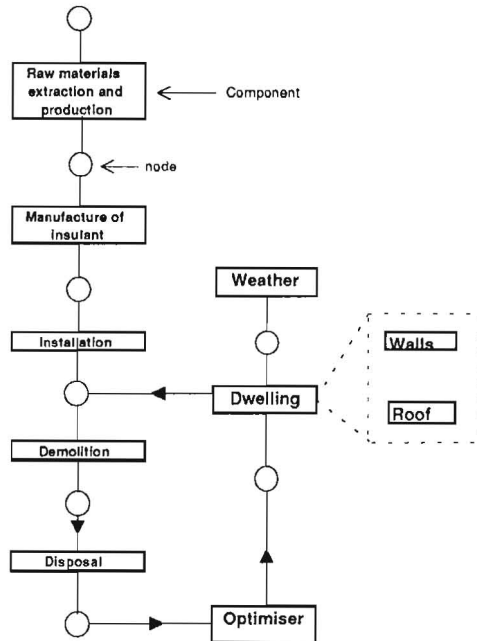 Raw materials
extraction and
production
Component
node
Manufacture of
insulant
Weather
Installation
Walls
Dwelling
Roof
Demolition
Disposal
Optimiser